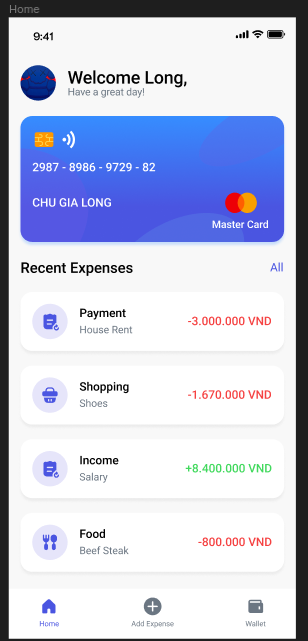 Home
9:41
Welcome Long,
Have a great day!
2987 - 8986 - 9729 - 82
CHU GIA LONG
Master Card
Recent Expenses
All
Payment
House Rent
-3.000.000 VND
Shopping
Shoes
-1.670.000 VND
Income
Salary
+8.400.000 VND
Food
Beef Steak
-800.000 VND
Home
Add Expense
Wallet